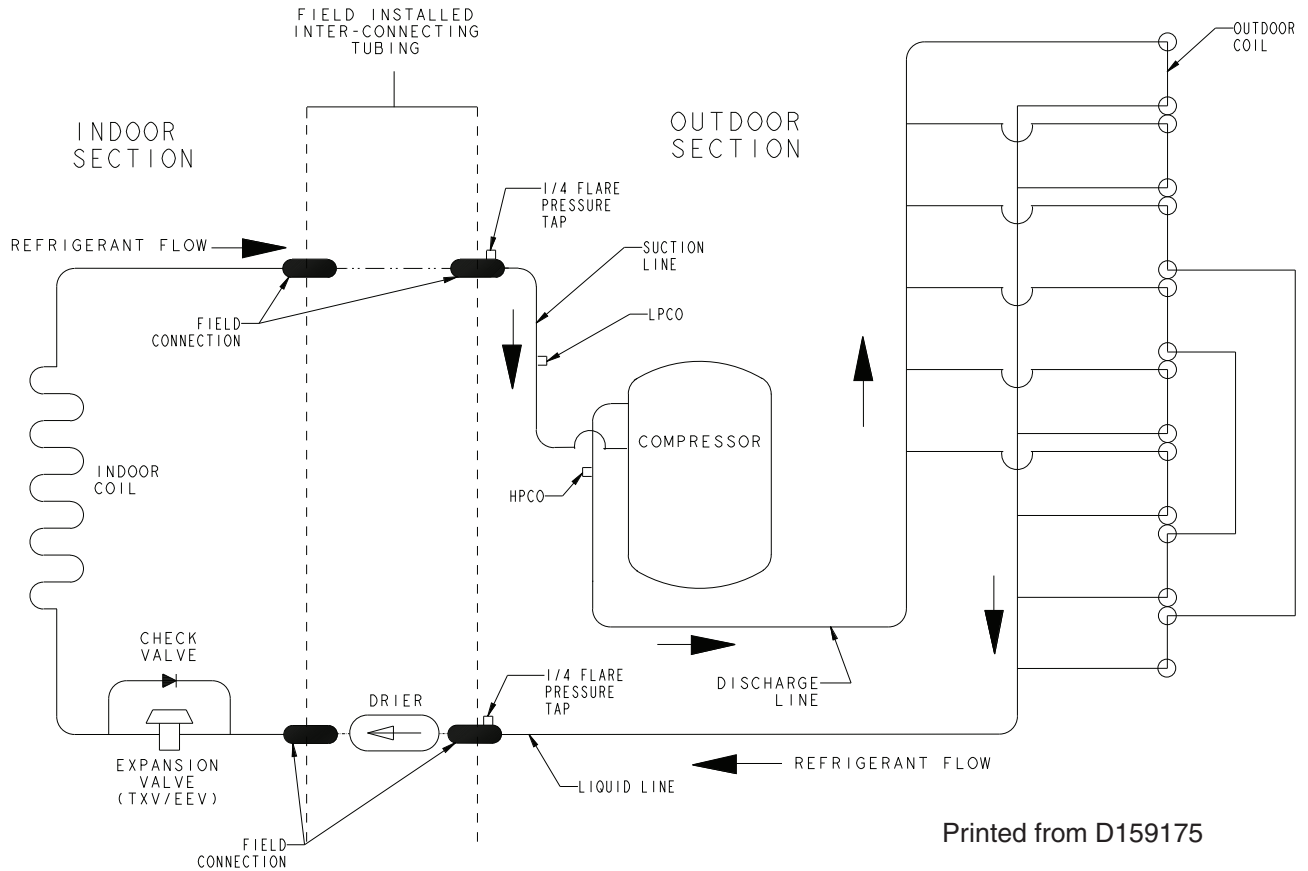 FIELD INSTALLED
INTER-CONNECTING
TUBING
OUTDOOR
COIL
INDOOR
SECTION
OUTDOOR
SECTION
1/4 FLARE
PRESSURE
TAP
REFRIGERANT FLOW
SUCTION
LINE
FIELD
CONNECTION
LPCO
COMPRESSOR
INDOOR
COIL
HPCO
CHECK
VALVE
1/4 FLARE
PRESSURE
TAP
DRIER
DISCHARGE
LINE
EXPANSION
VALVE
(TXV/EEV)
REFRIGERANT FLOW
LIQUID LINE
FIELD
CONNECTION
Printed from D159175